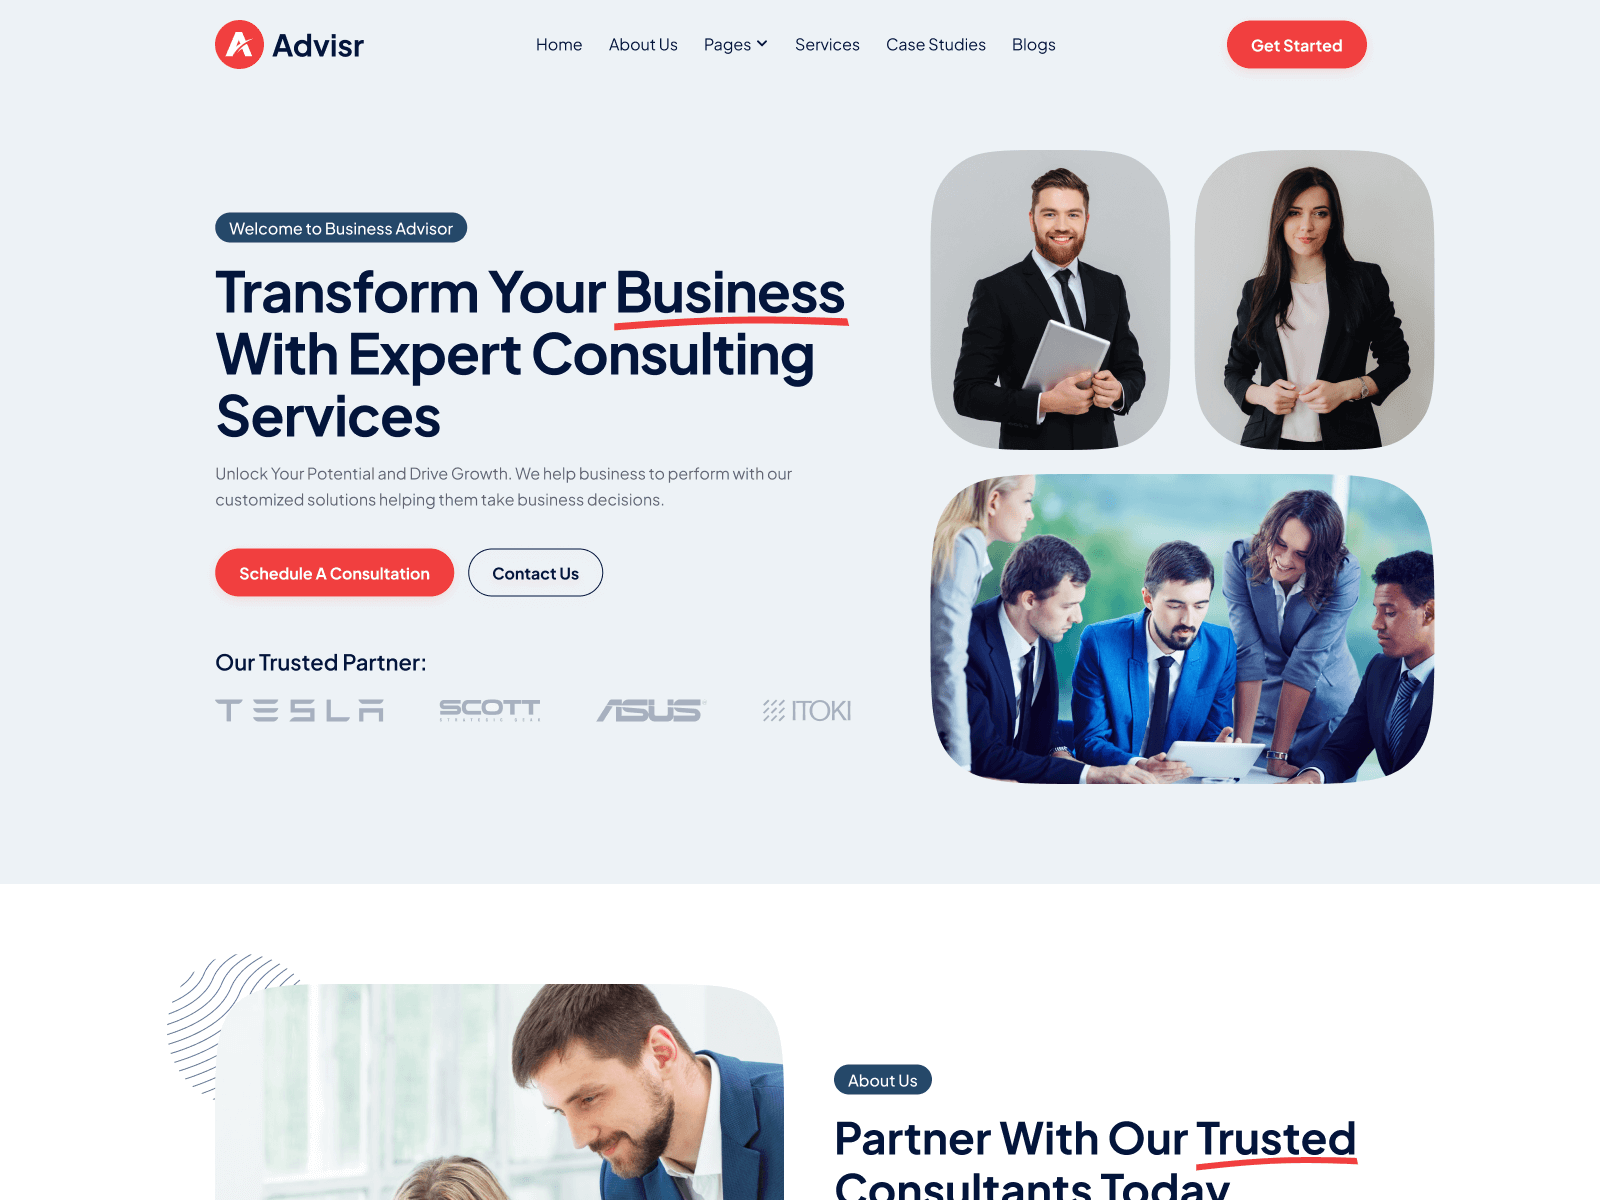 Advisr
Home
About Us
Pages
Services
Case Studies
Blogs
Get Started
Welcome to Business Advisor
Transform Your Business
With Expert Consulting
Services
Unlock Your Potential and Drive Growth. We help business to perform with our
customized solutions helping them take business decisions.
Schedule A Consultation
Contact Us
Our Trusted Partner:
TESLA
SCOTT
STRATEGIC GEAR
ASUS
ITOKI
About Us
Partner With Our Trusted
Consultants Today